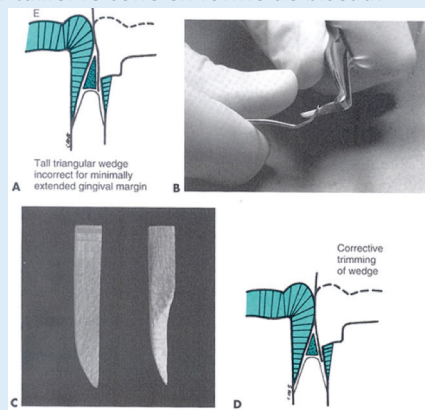 E
Tall triangular wedge
incorrect for minimally
extended gingival margin
A
B
Corrective
trimming
of wedge
C
D